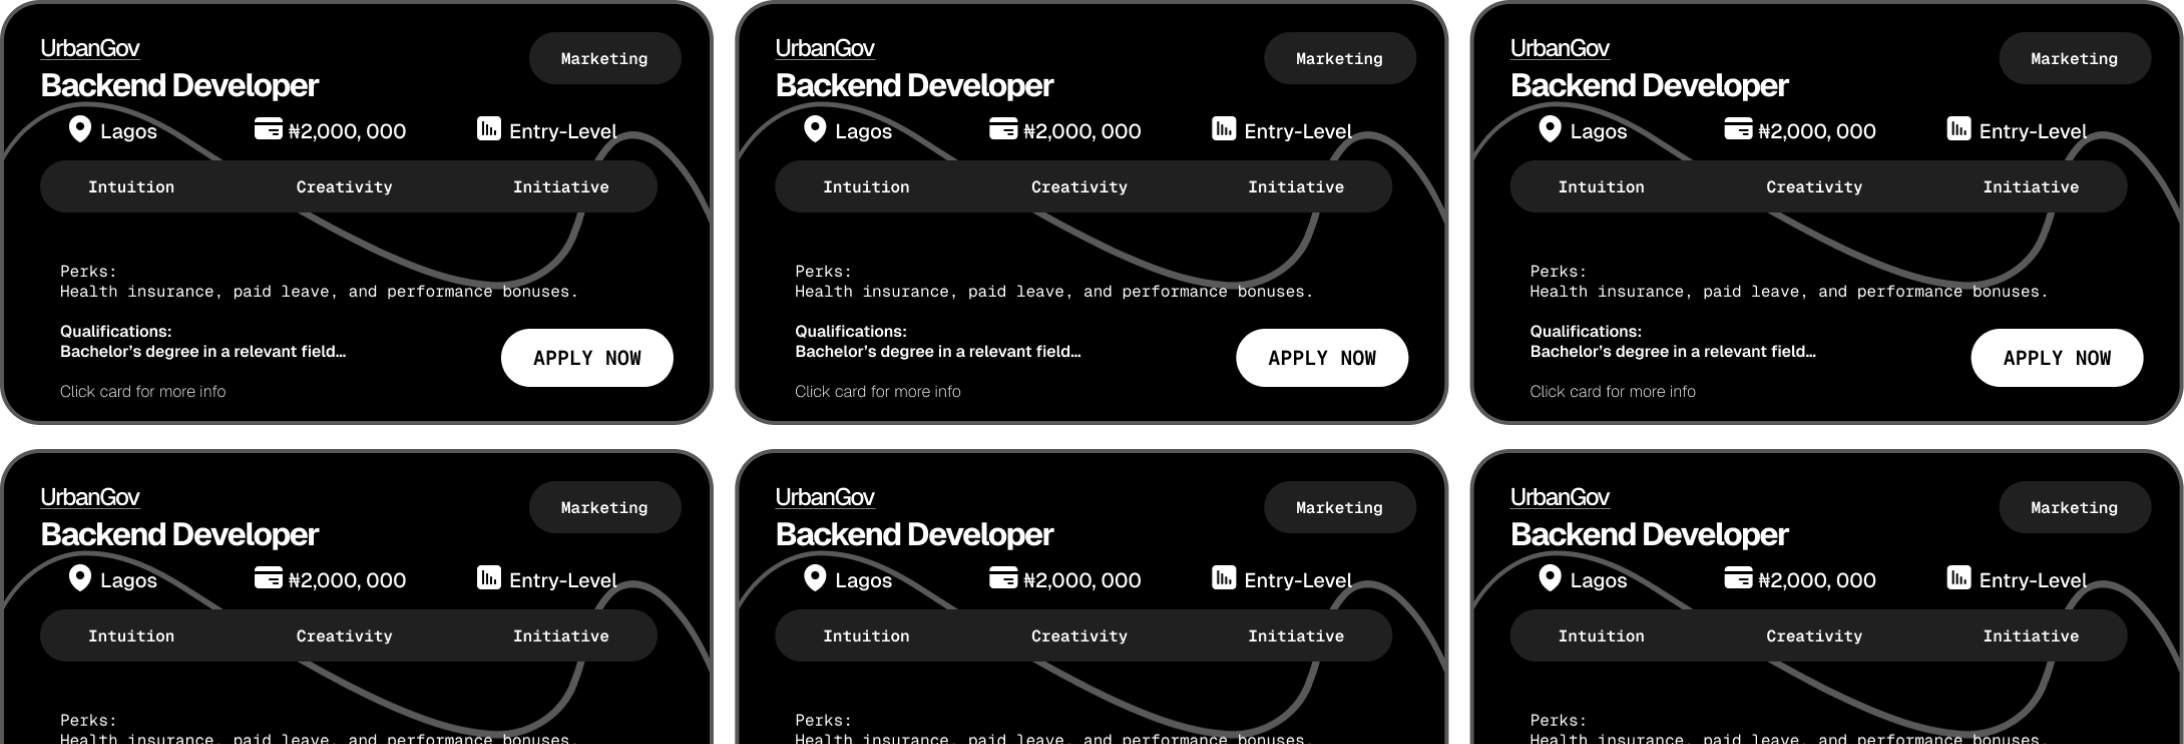 UrbanGov
Marketing
Backend Developer
Lagos
₦2,000, 000
Entry-Level
Intuition
Creativity
Initiative
Perks:
Health insurance, paid leave, and performance bonuses.
Qualifications:
Bachelor’s degree in a relevant field...
APPLY NOW
Click card for more info
UrbanGov
Marketing
Backend Developer
Lagos
₦2,000, 000
Entry-Level
Intuition
Creativity
Initiative
Perks:
Health insurance, paid leave, and performance bonuses.
Qualifications:
Bachelor’s degree in a relevant field...
APPLY NOW
Click card for more info
UrbanGov
Marketing
Backend Developer
Lagos
₦2,000, 000
Entry-Level
Intuition
Creativity
Initiative
Perks:
Health insurance, paid leave, and performance bonuses.
Qualifications:
Bachelor’s degree in a relevant field...
APPLY NOW
Click card for more info
UrbanGov
Marketing
Backend Developer
Lagos
₦2,000, 000
Entry-Level
Intuition
Creativity
Initiative
Perks:
Health insurance, paid leave, and performance bonuses.
UrbanGov
Marketing
Backend Developer
Lagos
₦2,000, 000
Entry-Level
Intuition
Creativity
Initiative
Perks:
Health insurance, paid leave, and performance bonuses.
UrbanGov
Marketing
Backend Developer
Lagos
₦2,000, 000
Entry-Level
Intuition
Creativity
Initiative
Perks:
Health insurance, paid leave, and performance bonuses.